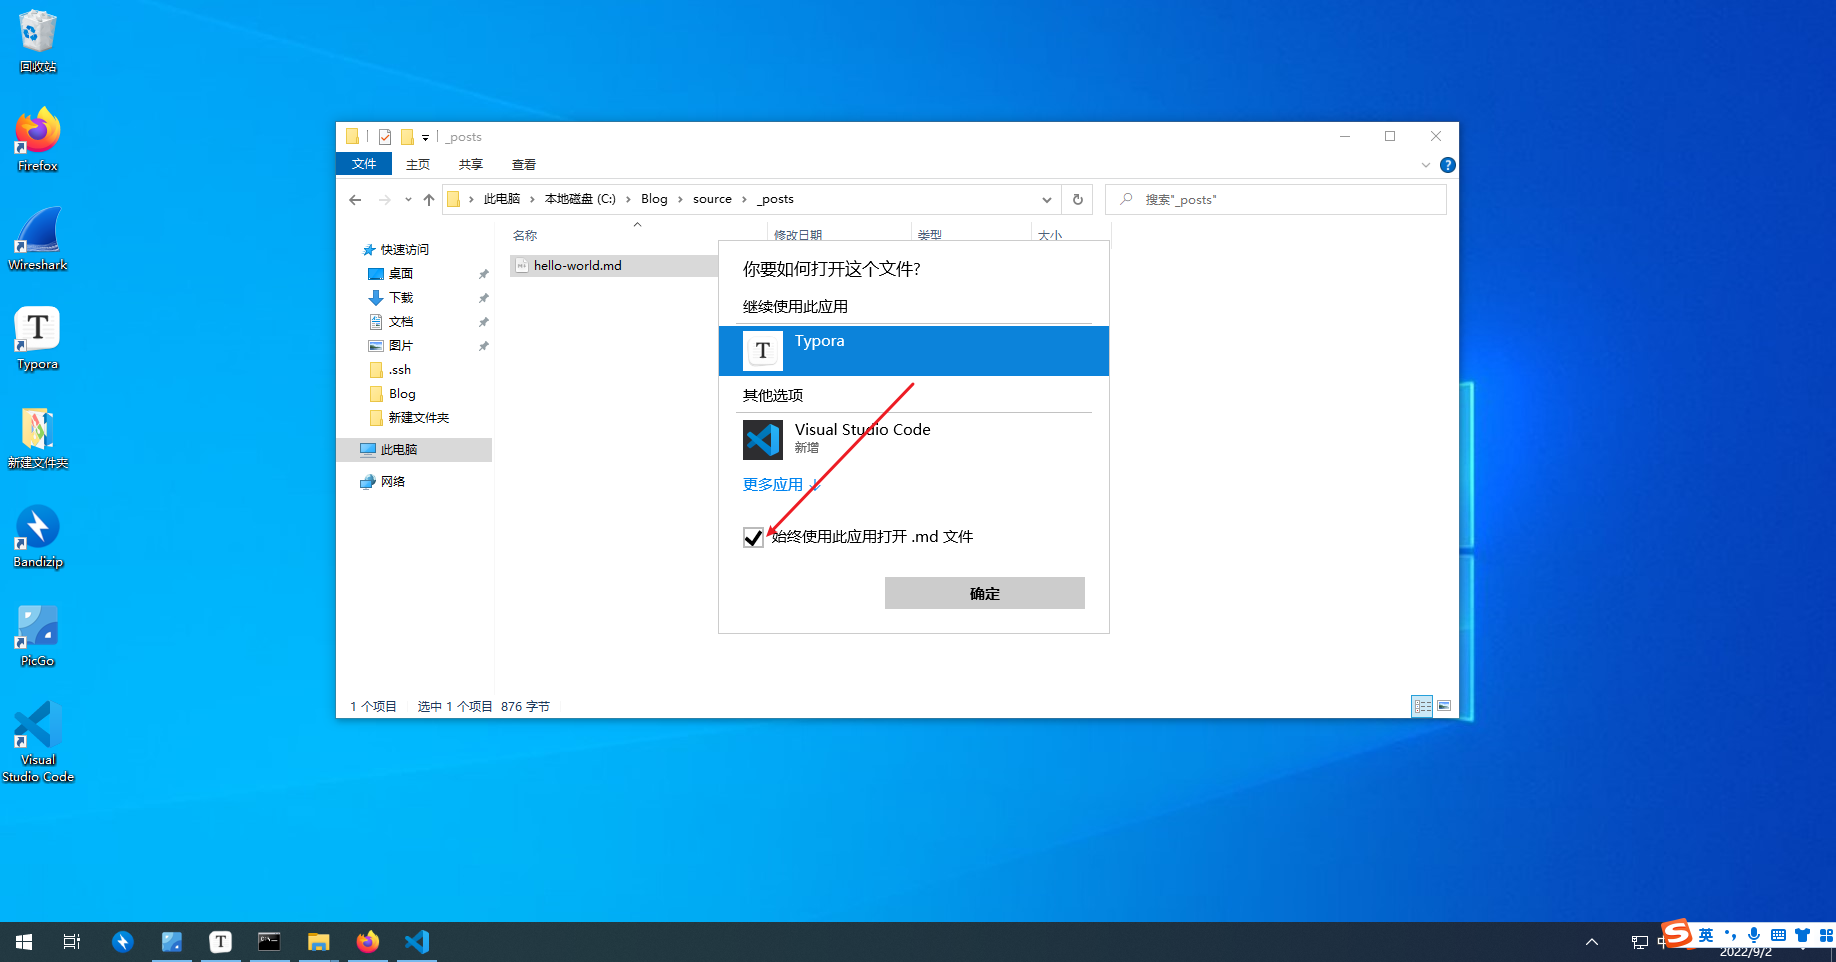 回收站
Firefox
Wireshark
Typora
新建文件夹
Bandizip
PicGo
Visual
Studio Code
_posts
文件 主页 共享 查看
此电脑 本地磁盘 (C:) Blog source _posts
搜索"_posts"
快速访问
桌面
下载
文档
图片
.ssh
Blog
新建文件夹
此电脑
网络
名称 修改日期 类型 大小
hello-world.md
你要如何打开这个文件?
继续使用此应用
Typora
其他选项
Visual Studio Code
新增
更多应用 ↓
始终使用此应用打开 .md 文件
确定
1 个项目 选中 1 个项目 876 字节
中 英
2022/9/2